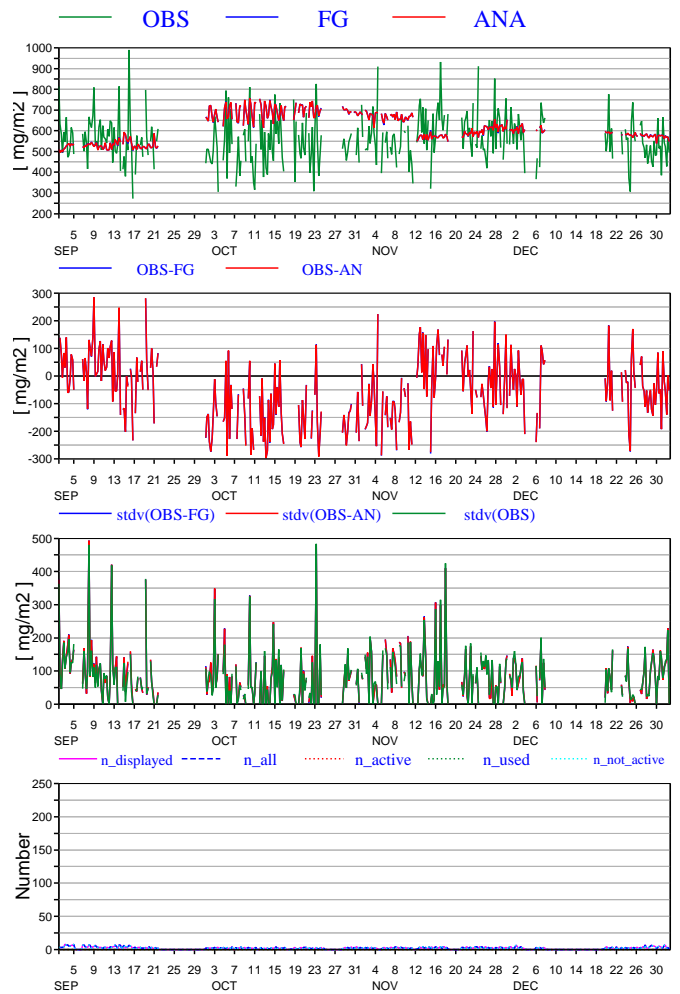 OBS FG ANA
1000
900
800
700
600
500
400
300
200
[ mg/m2 ]
5 9 13 17 21 25 29 3 7 11 15 19 23 27 31 4 8 12 16 20 24 28 2 6 10 14 18 22 26 30
SEP OCT NOV DEC
OBS-FG OBS-AN
300
200
100
0
-100
-200
-300
[ mg/m2 ]
5 9 13 17 21 25 29 3 7 11 15 19 23 27 31 4 8 12 16 20 24 28 2 6 10 14 18 22 26 30
SEP OCT NOV DEC
stdv(OBS-FG) stdv(OBS-AN) stdv(OBS)
500
400
300
200
100
0
[ mg/m2 ]
5 9 13 17 21 25 29 3 7 11 15 19 23 27 31 4 8 12 16 20 24 28 2 6 10 14 18 22 26 30
SEP OCT NOV DEC
n_displayed n_all n_active n_used n_not_active
250
200
150
100
50
0
Number
5 9 13 17 21 25 29 3 7 11 15 19 23 27 31 4 8 12 16 20 24 28 2 6 10 14 18 22 26 30
SEP OCT NOV DEC